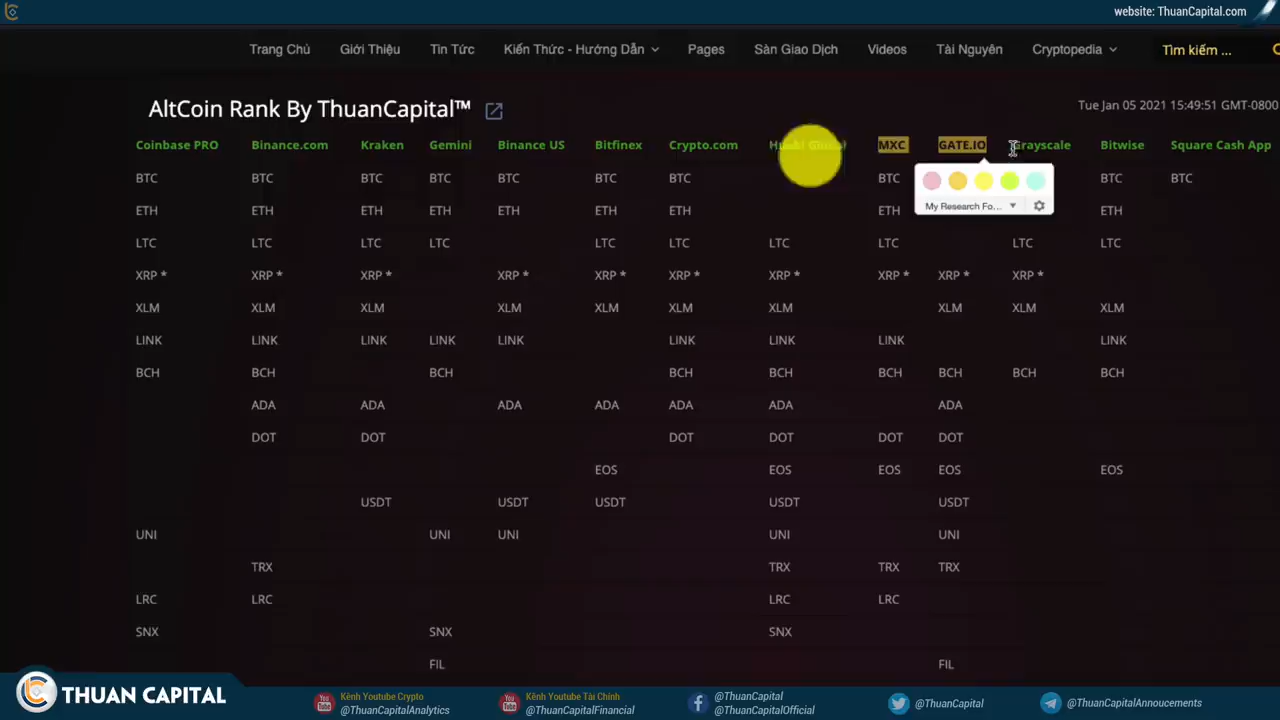 website: ThuanCapital.com
Trang Chủ Giới Thiệu Tin Tức Kiến Thức - Hướng Dẫn Pages Sàn Giao Dịch Videos Tài Nguyên Cryptopedia Tìm kiếm ...
AltCoin Rank By ThuanCapital™
Tue Jan 05 2021 15:49:51 GMT-0800
Coinbase PRO Binance.com Kraken Gemini Binance US Bitfinex Crypto.com MXC GATE.IO Grayscale Bitwise Square Cash App
BTC BTC BTC BTC BTC BTC BTC BTC BTC BTC
ETH ETH ETH ETH ETH ETH ETH ETH ETH
My Research Fo...
LTC LTC LTC LTC LTC LTC LTC LTC LTC LTC
XRP * XRP * XRP * XRP * XRP * XRP * XRP * XRP * XRP * XRP *
XLM XLM XLM XLM XLM XLM XLM XLM XLM XLM
LINK LINK LINK LINK LINK LINK LINK LINK LINK
BCH BCH BCH BCH BCH BCH BCH BCH BCH
ADA ADA ADA ADA ADA ADA ADA
DOT DOT DOT DOT DOT DOT
EOS EOS EOS EOS EOS
USDT USDT USDT USDT USDT
UNI UNI UNI UNI UNI
TRX TRX TRX TRX
LRC LRC LRC LRC
SNX SNX SNX
FIL FIL
THUAN CAPITAL
Kênh Youtube Crypto
@ThuanCapitalAnalytics
Kênh Youtube Tài Chính
@ThuanCapitalFinancial
@ThuanCapital
@ThuanCapitalOfficial
@ThuanCapital
@ThuanCapitalAnnoucements